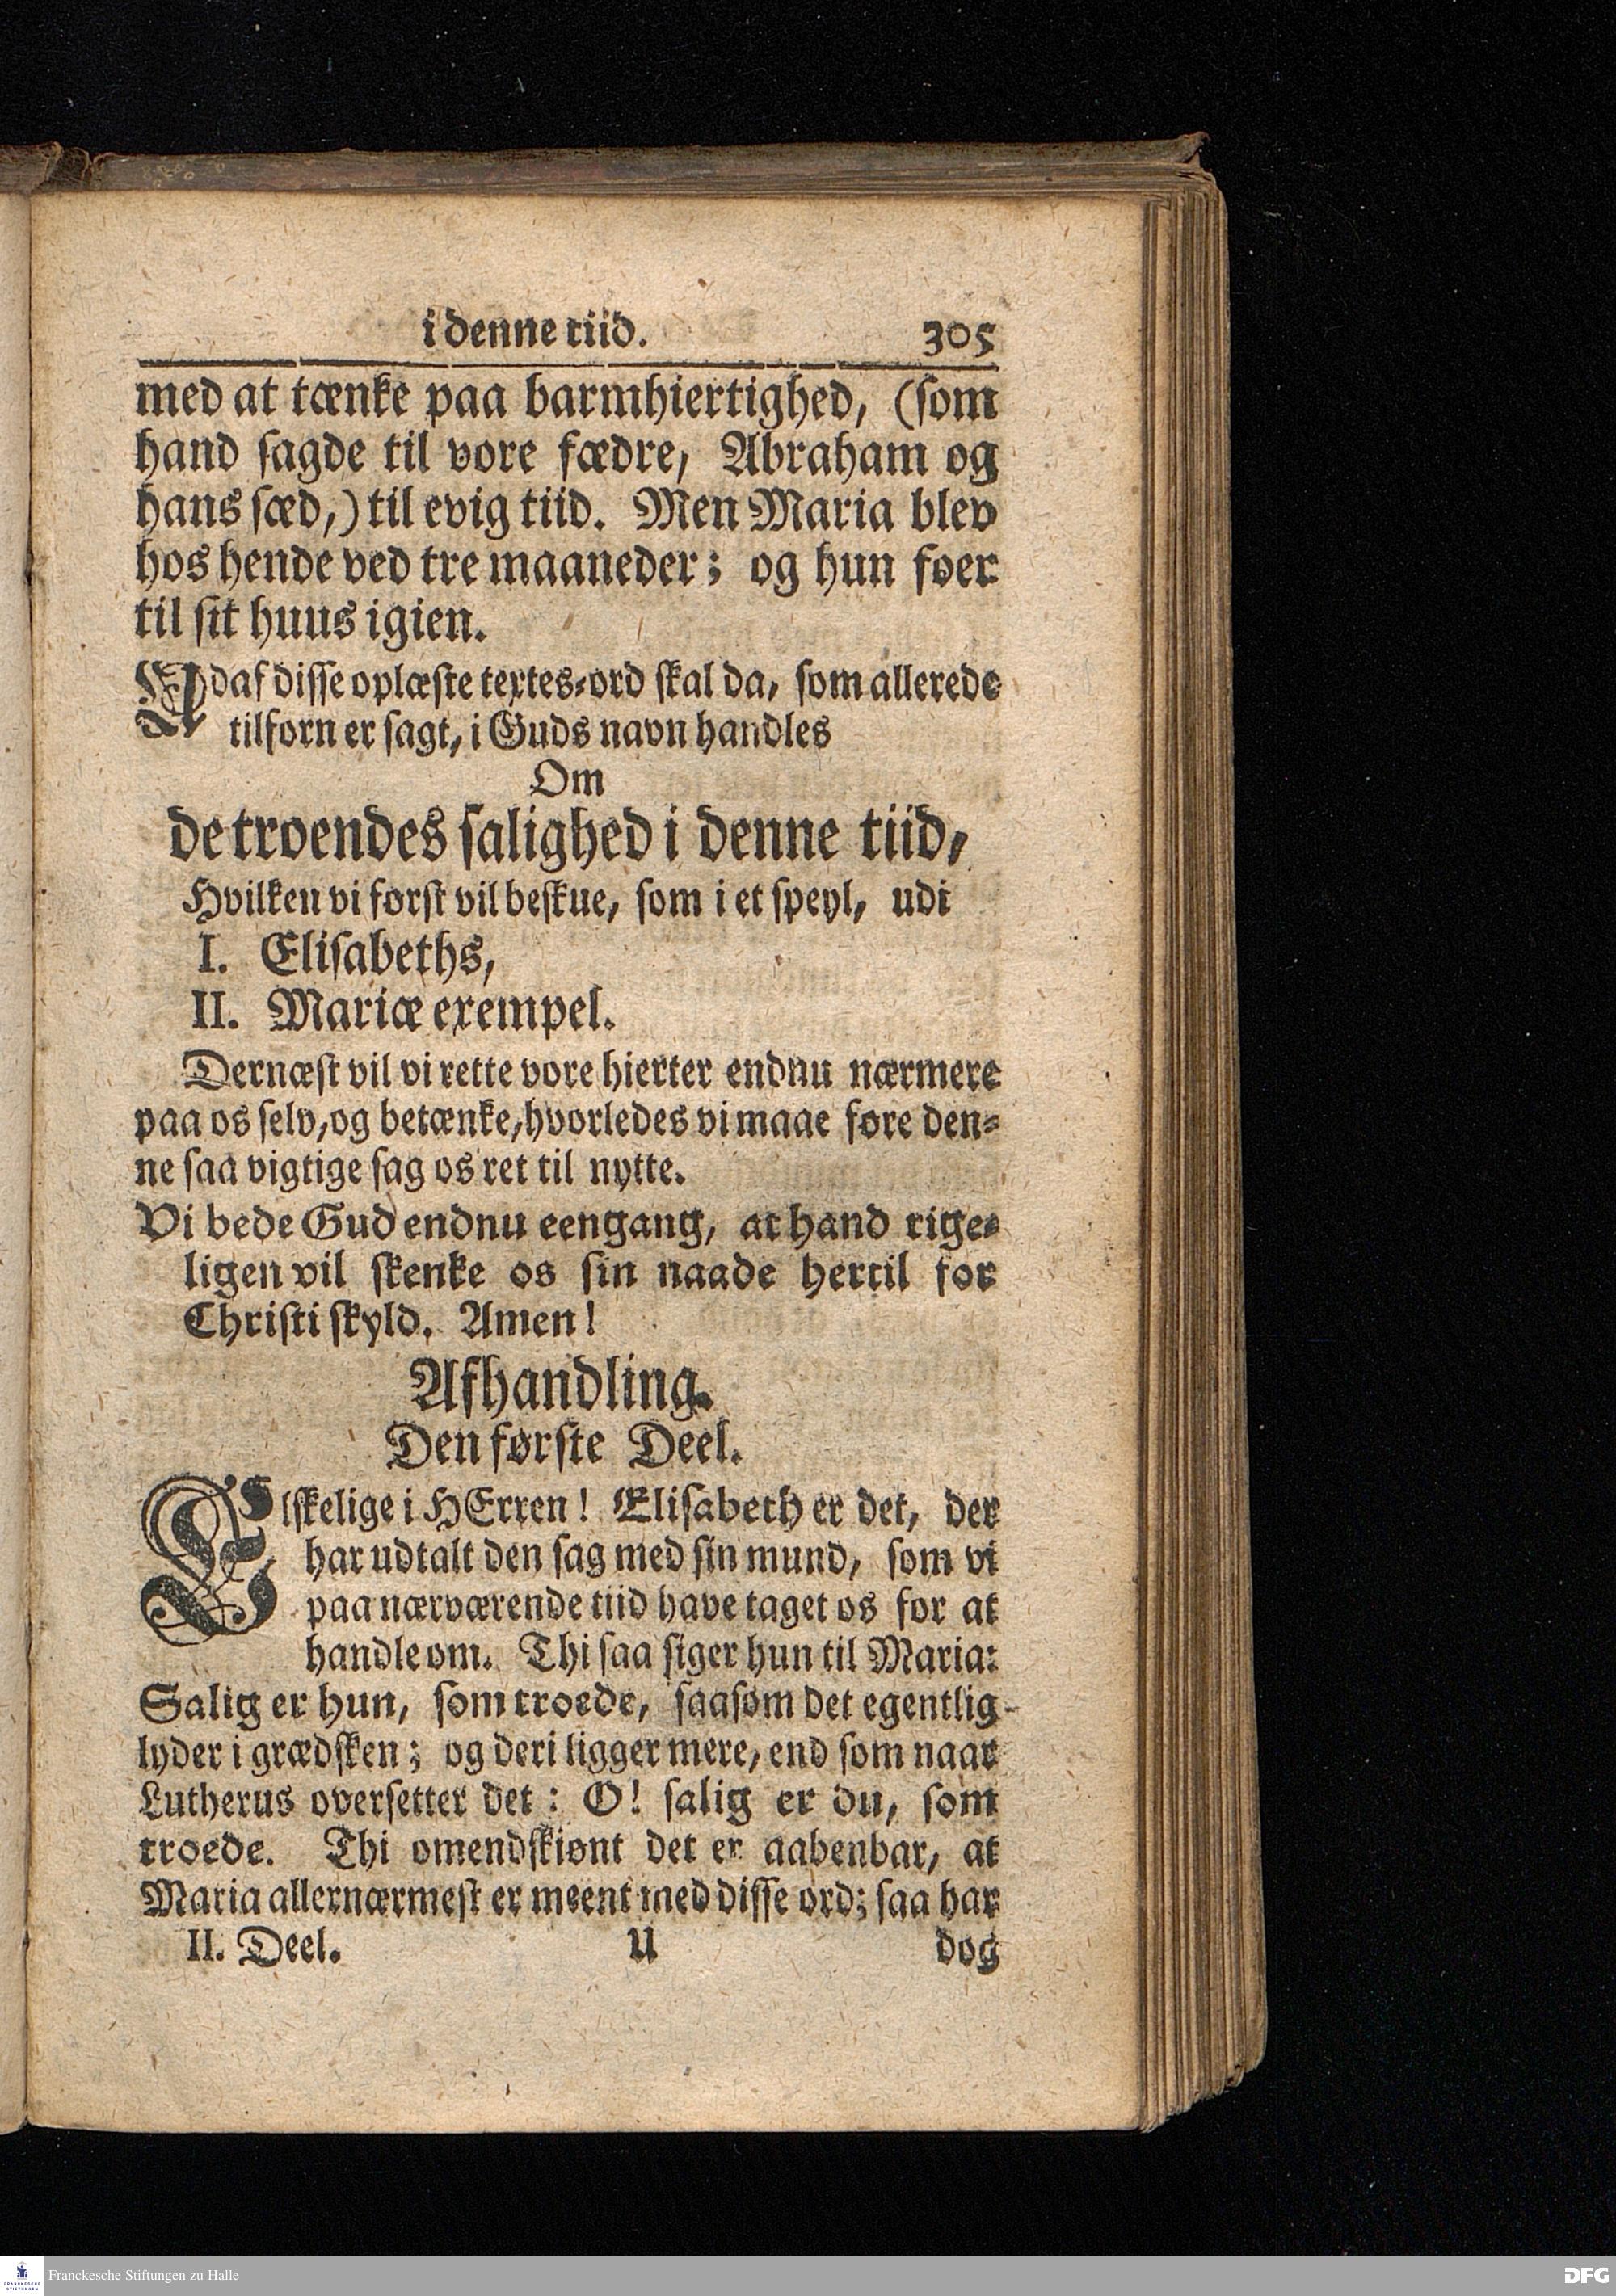 i denne tiid. 305
med at tænke paa barmhiertighed, (som
hand sagde til vore fædre, Abraham og
hans sæd,) til evig tiid. Men Maria blev
hos hende ved tre maaneder; og hun foer
til sit huus igien.
Udaf disse oplæste textes-ord skal da, som allerede
tilforn er sagt, i Guds navn handles
Om
de troendes salighed i denne tiid,
Hvilken vi først vil beskue, som i et speyl, udi
I. Elisabeths,
II. Mariæ exempel.
Dernæst vil vi rette vore hierter endnu nærmere
paa os selv, og betænke, hvorledes vi maae føre den-
ne saa vigtige sag os ret til nytte.
Vi bede Gud endnu eengang, at hand rige-
ligen vil skenke os sin naade hertil for
Christi skyld. Amen!
Afhandling.
Den første Deel.
Elskelige i HErren! Elisabeth er det, der
har udtalt den sag med sin mund, som vi
paa nærværende tiid have taget os for at
handle om. Thi saa siger hun til Maria:
Salig er hun, som troede, saasom det egentlig
lyder i grædsken; og deri ligger mere, end som naar
Lutherus oversetter det: O! salig er du, som
troede. Thi omendskiønt det er aabenbar, at
Maria allernærmest er meent med disse ord; saa har
II. Deel. U dog
Franckesche Stiftungen zu Halle
FRANCKESCHE
STIFTUNGEN
DFG